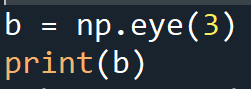 b = np.eye(3)
print(b)